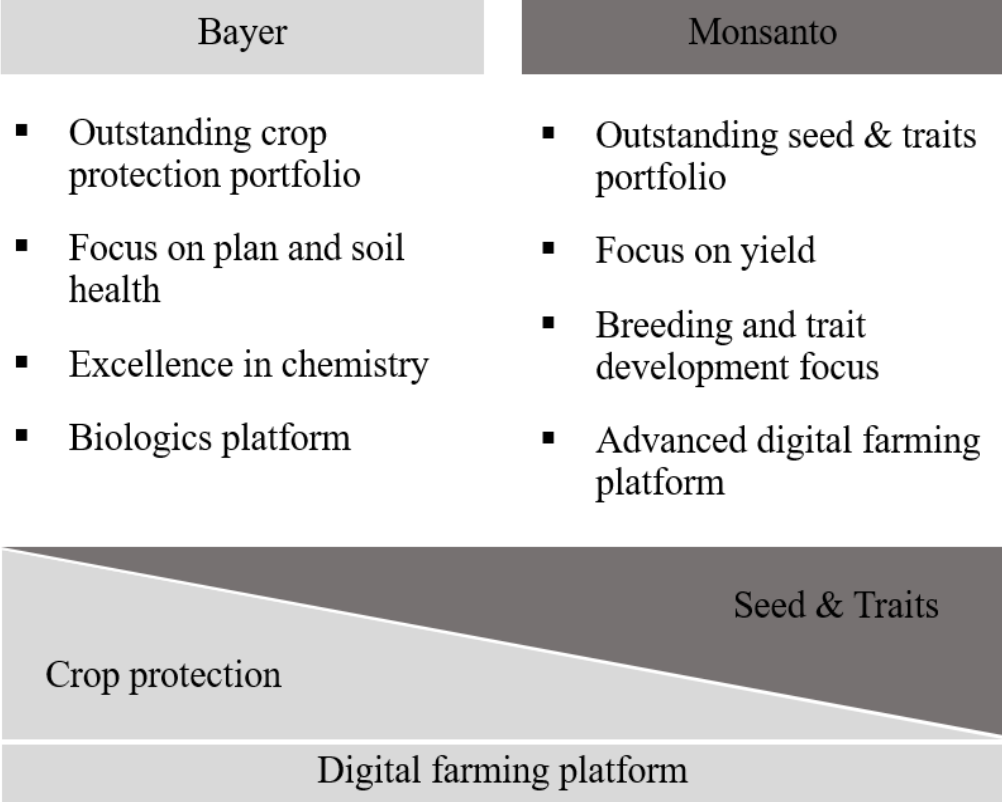 Bayer
▪ Outstanding crop
protection portfolio
▪ Focus on plan and soil
health
▪ Excellence in chemistry
▪ Biologics platform
Monsanto
▪ Outstanding seed & traits
portfolio
▪ Focus on yield
▪ Breeding and trait
development focus
▪ Advanced digital farming
platform
Seed & Traits
Crop protection
Digital farming platform